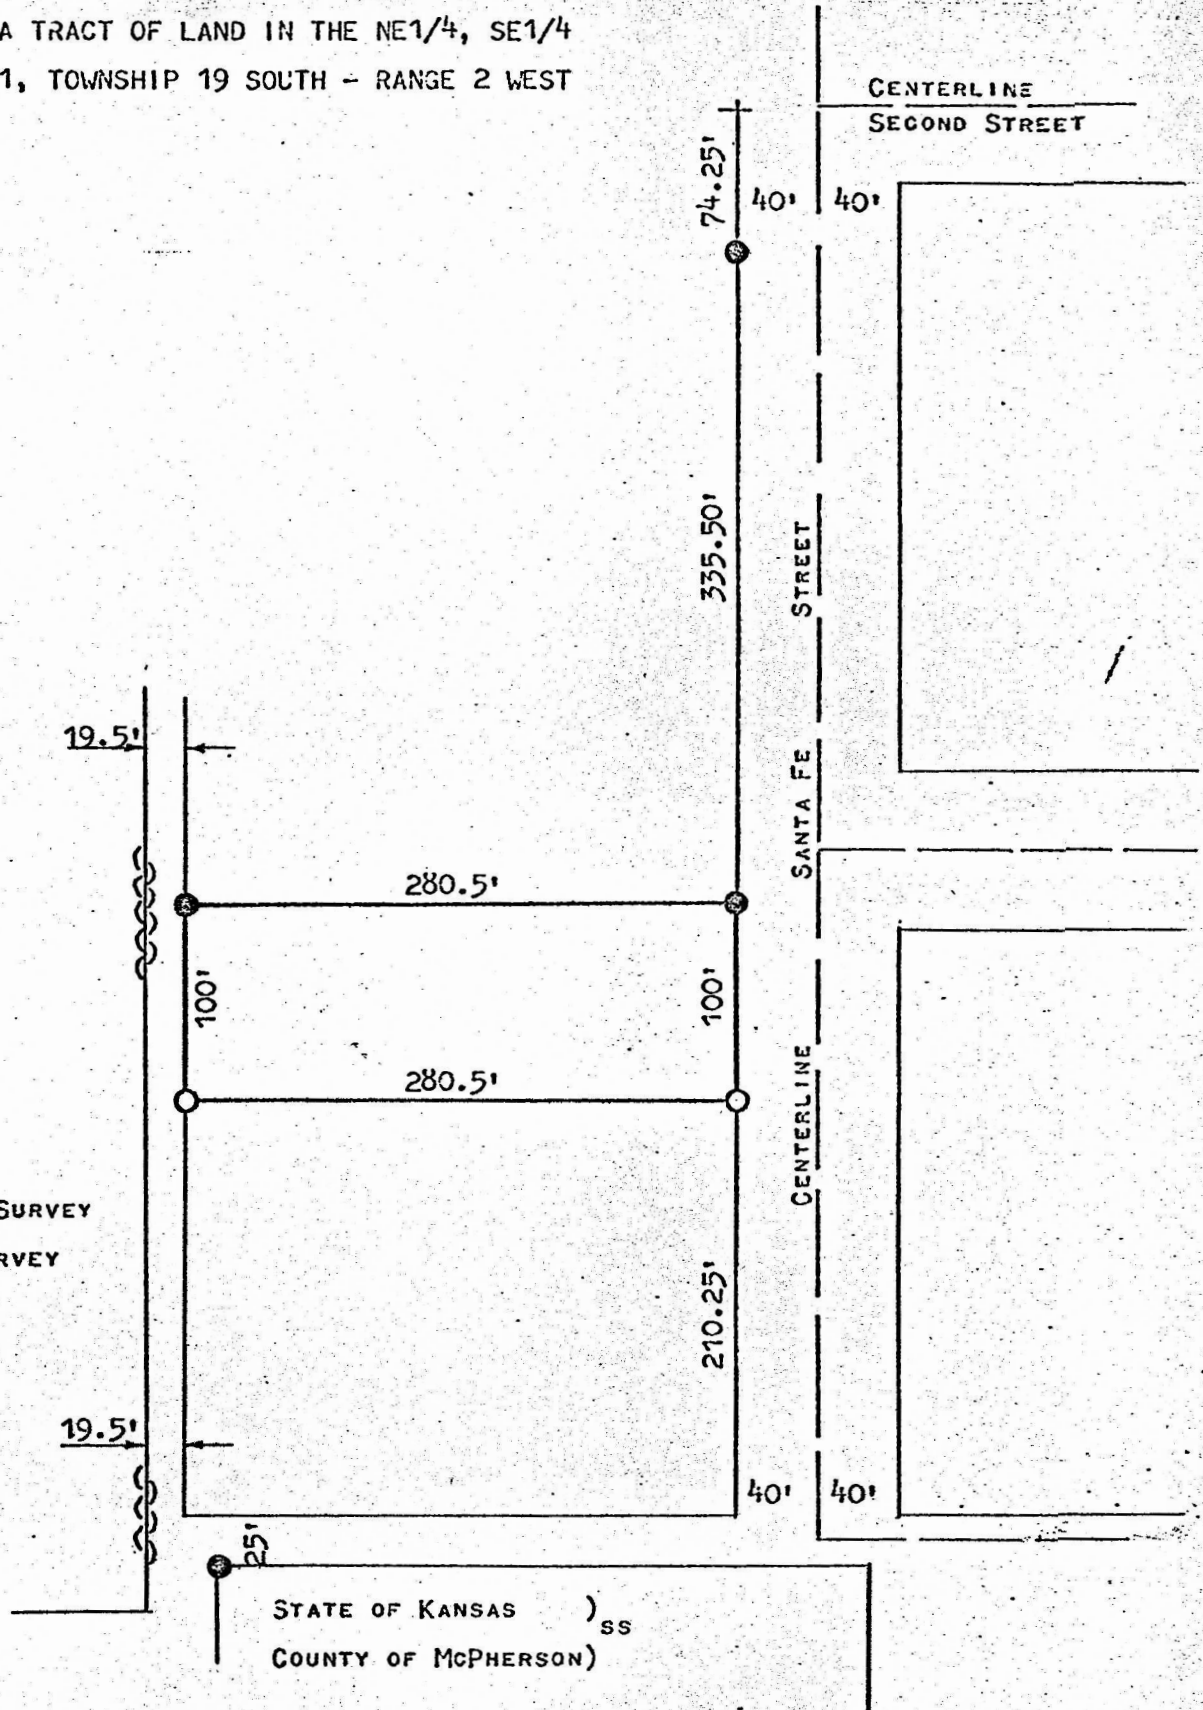 A TRACT OF LAND IN THE NE1/4, SE1/4
1, TOWNSHIP 19 SOUTH - RANGE 2 WEST
CENTERLINE
SECOND STREET
74.25'
40'
40'
335.50'
STREET
SANTA FE
CENTERLINE
19.5'
280.5'
100'
100'
280.5'
SURVEY
RVEY
210.25'
19.5'
40'
40'
25'
STATE OF KANSAS )
SS
COUNTY OF MCPHERSON)